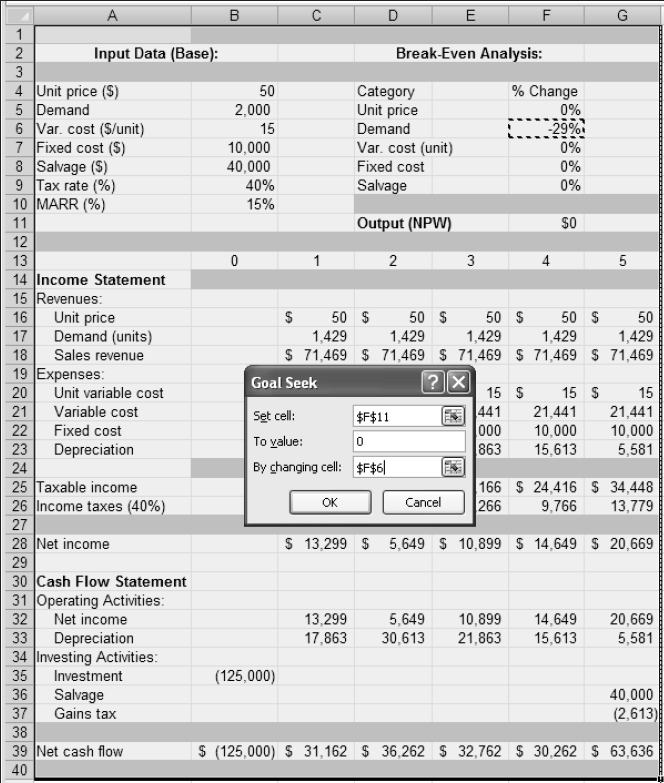 A B C D E F G
1
2 Input Data (Base): Break-Even Analysis:
3
4 Unit price ($) 50 Category % Change
5 Demand 2,000 Unit price 0%
6 Var. cost ($/unit) 15 Demand -29%
7 Fixed cost ($) 10,000 Var. cost (unit) 0%
8 Salvage ($) 40,000 Fixed cost 0%
9 Tax rate (%) 40% Salvage 0%
10 MARR (%) 15%
11 Output (NPW) $0
12
13 0 1 2 3 4 5
14 Income Statement
15 Revenues:
16 Unit price $ 50 $ 50 $ 50 $ 50 $ 50
17 Demand (units) 1,429 1,429 1,429 1,429 1,429
18 Sales revenue $ 71,469 $ 71,469 $ 71,469 $ 71,469 $ 71,469
19 Expenses:
20 Unit variable cost 15 $ 15 $ 15
21 Variable cost 441 21,441 21,441
22 Fixed cost 000 10,000 10,000
23 Depreciation 863 15,613 5,581
24
25 Taxable income 166 $ 24,416 $ 34,448
26 Income taxes (40%) 266 9,766 13,779
27
28 Net income $ 13,299 $ 5,649 $ 10,899 $ 14,649 $ 20,669
29
30 Cash Flow Statement
31 Operating Activities:
32 Net income 13,299 5,649 10,899 14,649 20,669
33 Depreciation 17,863 30,613 21,863 15,613 5,581
34 Investing Activities:
35 Investment (125,000)
36 Salvage 40,000
37 Gains tax (2,613)
38
39 Net cash flow $ (125,000) $ 31,162 $ 36,262 $ 32,762 $ 30,262 $ 63,636
40
Goal Seek ? X
Set cell: $F$11
To value: 0
By changing cell: $F$6
OK Cancel